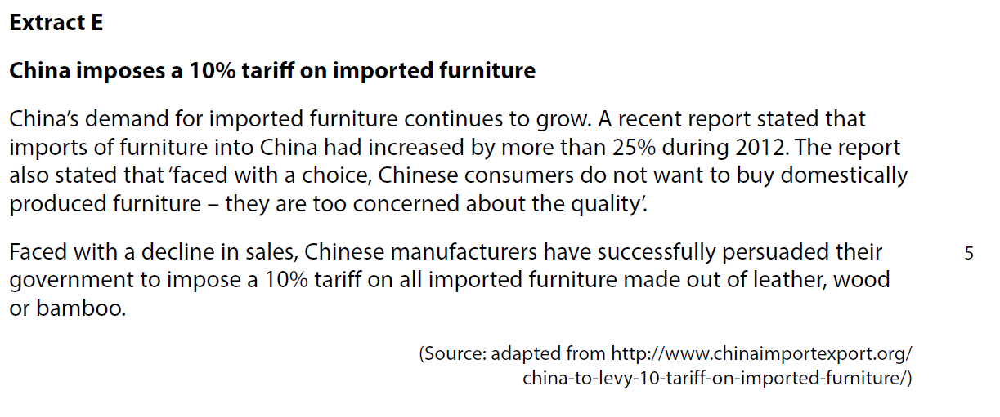 Extract E
China imposes a 10% tariff on imported furniture
China’s demand for imported furniture continues to grow. A recent report stated that
imports of furniture into China had increased by more than 25% during 2012. The report
also stated that ‘faced with a choice, Chinese consumers do not want to buy domestically
produced furniture – they are too concerned about the quality’.
Faced with a decline in sales, Chinese manufacturers have successfully persuaded their 5
government to impose a 10% tariff on all imported furniture made out of leather, wood
or bamboo.
(Source: adapted from http://www.chinaimportexport.org/
china-to-levy-10-tariff-on-imported-furniture/)